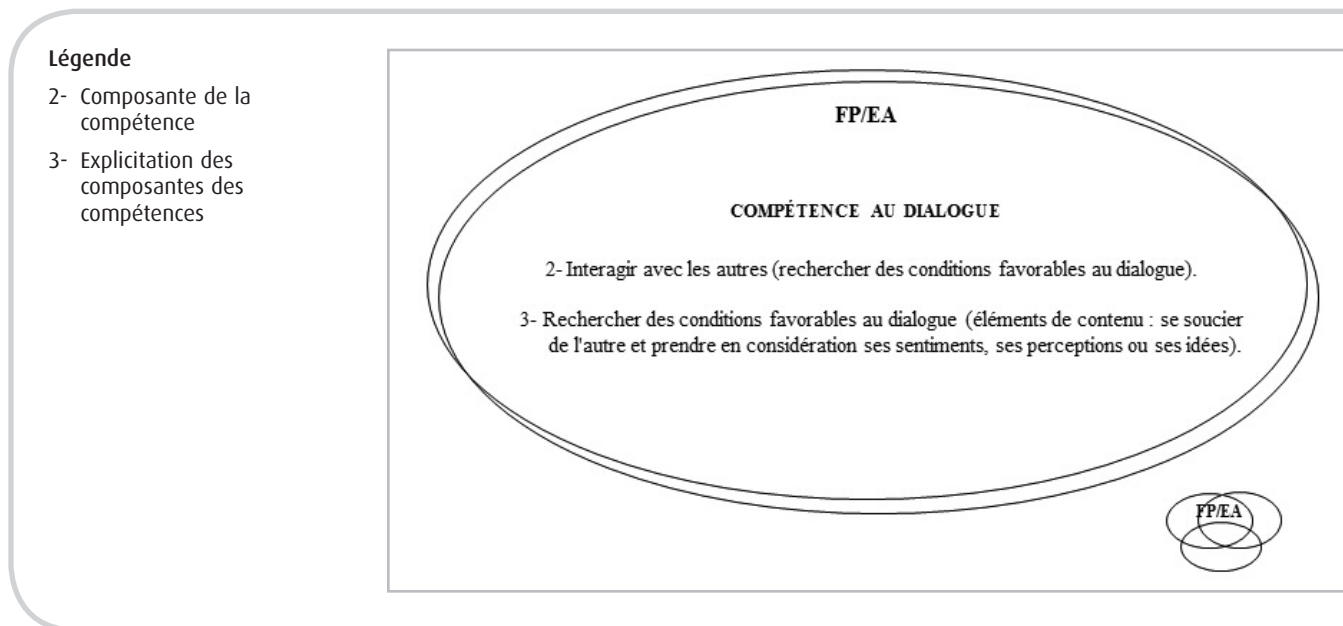 Légende
2- Composante de la
compétence
3- Explicitation des
composantes des
compétences
FP/EA
COMPÉTENCE AU DIALOGUE
2- Interagir avec les autres (rechercher des conditions favorables au dialogue).
3- Rechercher des conditions favorables au dialogue (éléments de contenu : se soucier
de l'autre et prendre en considération ses sentiments, ses perceptions ou ses idées).
FP/EA